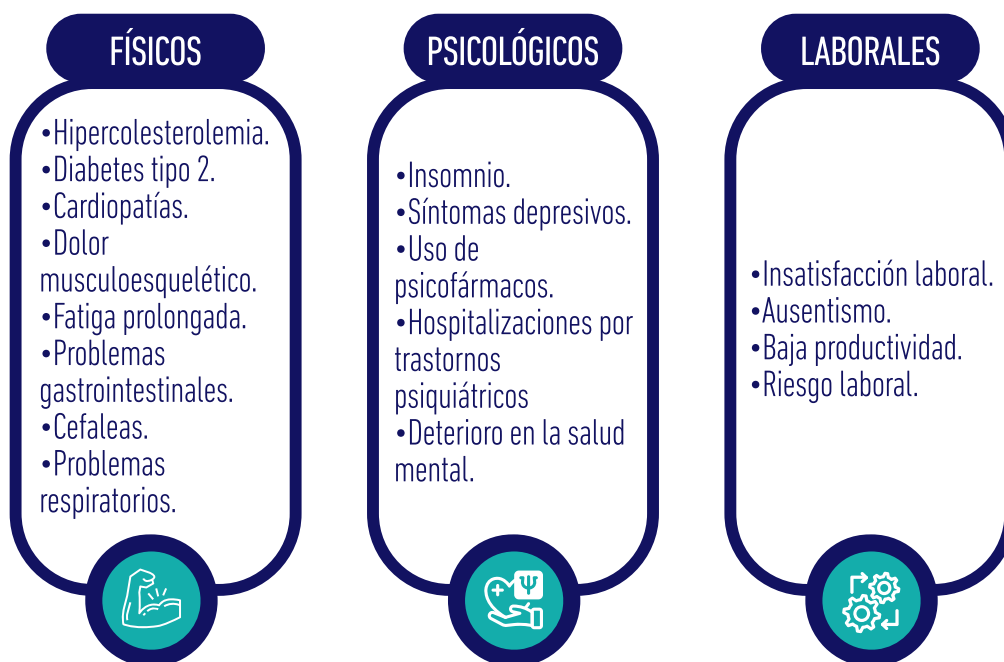 FÍSICOS
•Hipercolesterolemia.
•Diabetes tipo 2.
•Cardiopatías.
•Dolor
musculoesquelético.
•Fatiga prolongada.
•Problemas
gastrointestinales.
•Cefaleas.
•Problemas
respiratorios.
PSICOLÓGICOS
•Insomnio.
•Síntomas depresivos.
•Uso de
psicofármacos.
•Hospitalizaciones por
trastornos
psiquiátricos
•Deterioro en la salud
mental.
Ψ
LABORALES
•Insatisfacción laboral.
•Ausentismo.
•Baja productividad.
•Riesgo laboral.